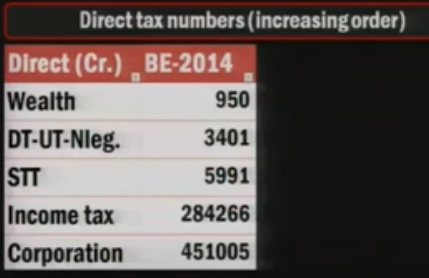 Direct tax numbers (increasing order)
Direct (Cr.) BE-2014
Wealth 950
DT-UT-Nleg. 3401
STT 5991
Income tax 284266
Corporation 451005